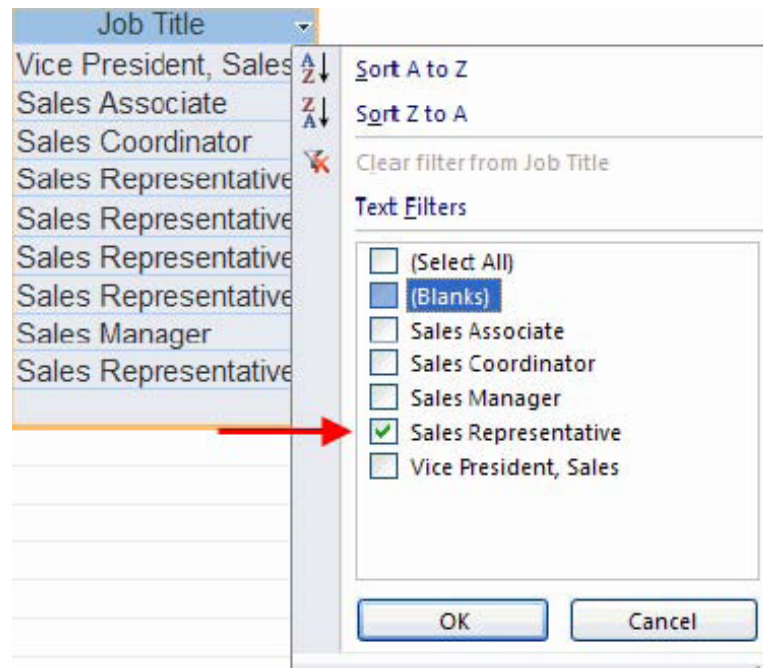 Job Title
Vice President, Sales
Sales Associate
Sales Coordinator
Sales Representative
Sales Representative
Sales Representative
Sales Representative
Sales Manager
Sales Representative
Sort A to Z
Sort Z to A
Clear filter from Job Title
Text Filters
(Select All)
(Blanks)
Sales Associate
Sales Coordinator
Sales Manager
Sales Representative
Vice President, Sales
OK Cancel